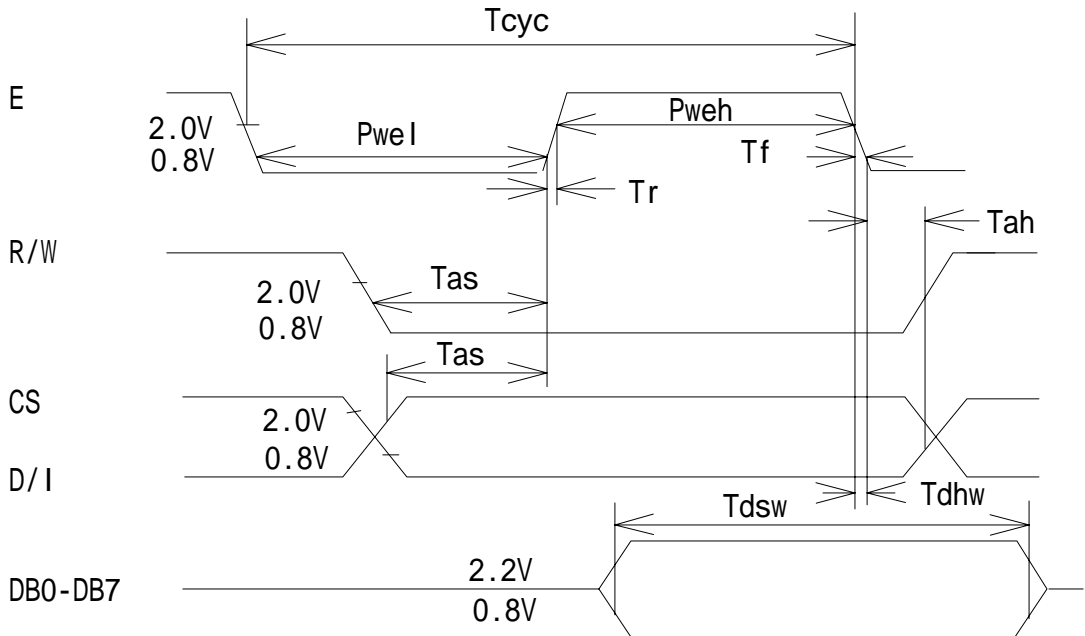 Tcyc
E
Pweh
2.0V
Pwel
0.8V
Tf
Tr
Tah
R/W
Tas
2.0V
0.8V
Tas
CS
2.0V
0.8V
D/I
Tdsw
Tdhw
2.2V
DB0-DB7
0.8V